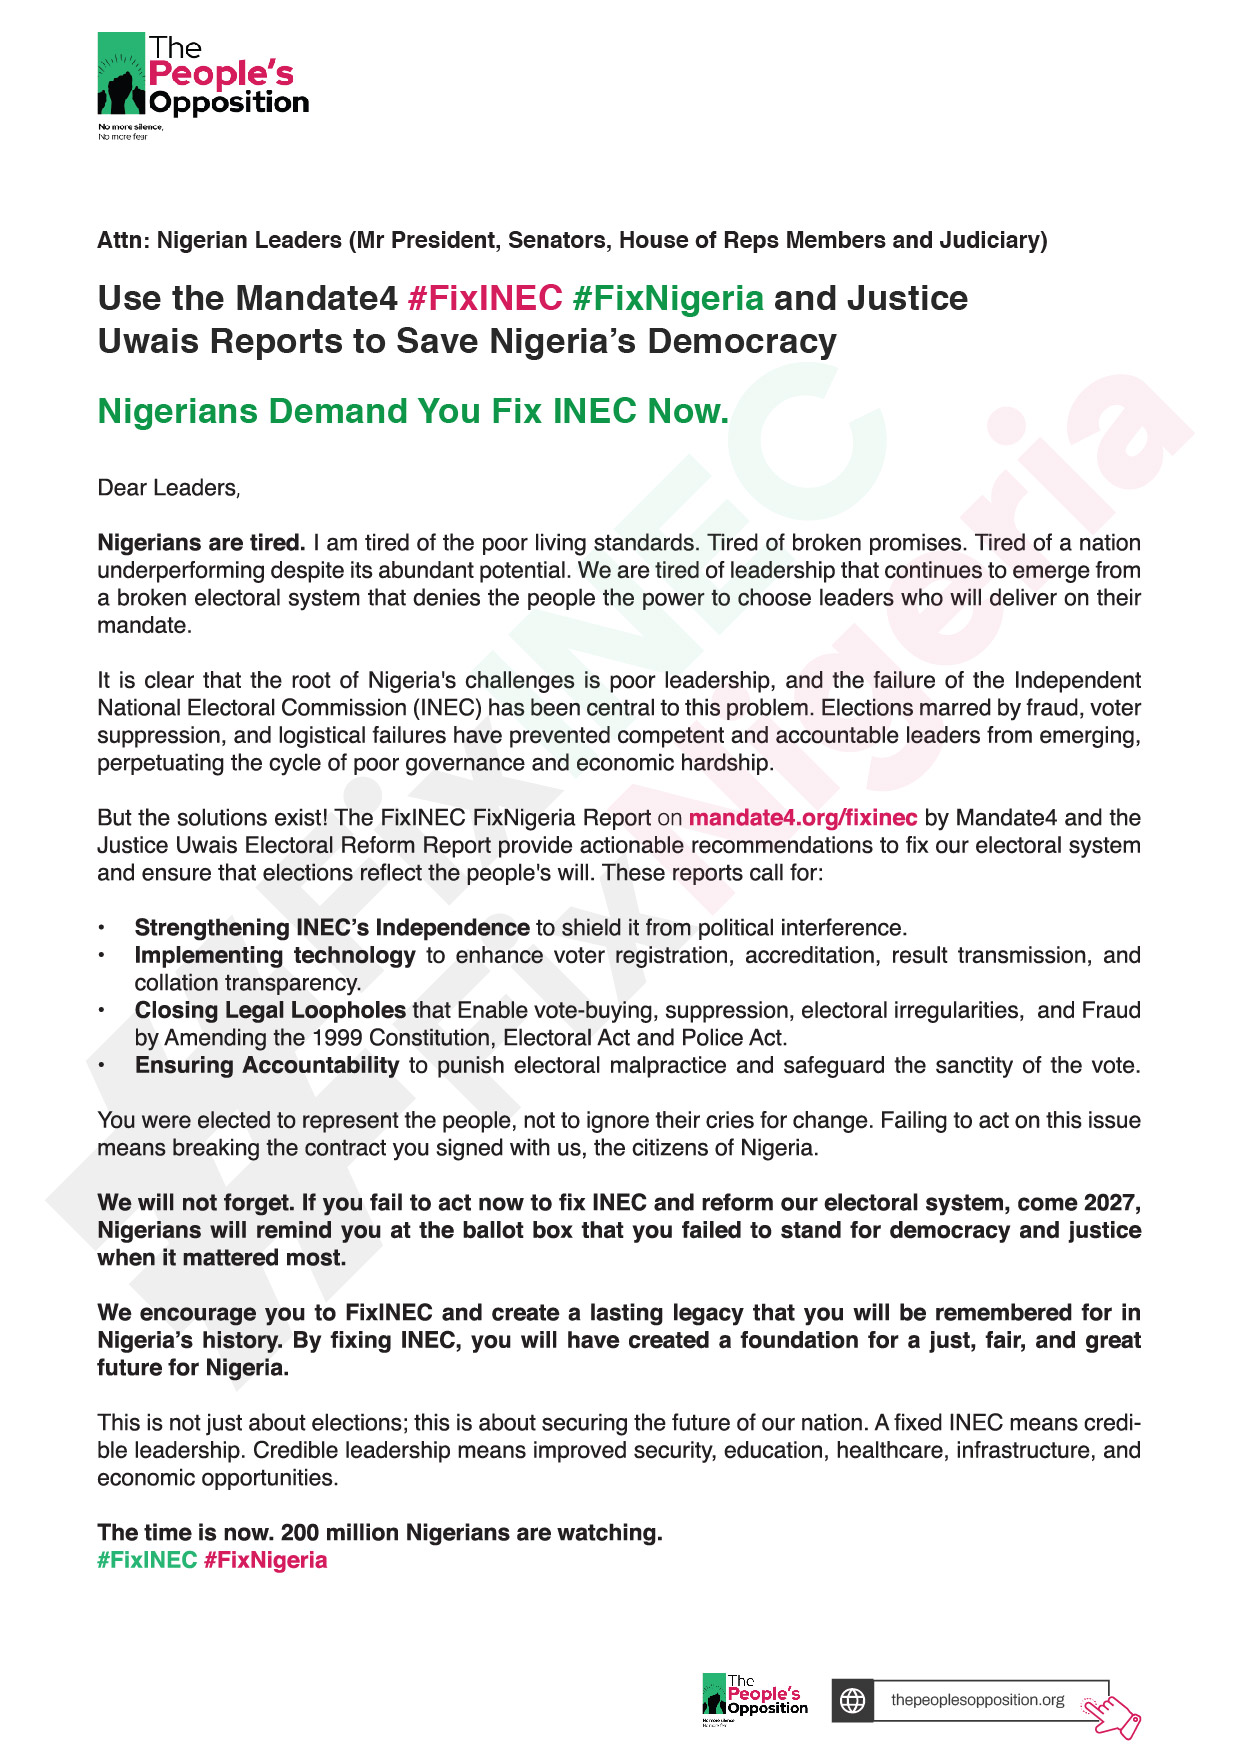 The
People's
Opposition
No more silence,
No more fear
Attn: Nigerian Leaders (Mr President, Senators, House of Reps Members and Judiciary)
Use the Mandate4 #FixINEC #FixNigeria and Justice
Uwais Reports to Save Nigeria’s Democracy
Nigerians Demand You Fix INEC Now.
Dear Leaders,
Nigerians are tired. I am tired of the poor living standards. Tired of broken promises. Tired of a nation
underperforming despite its abundant potential. We are tired of leadership that continues to emerge from
a broken electoral system that denies the people the power to choose leaders who will deliver on their
mandate.
It is clear that the root of Nigeria's challenges is poor leadership, and the failure of the Independent
National Electoral Commission (INEC) has been central to this problem. Elections marred by fraud, voter
suppression, and logistical failures have prevented competent and accountable leaders from emerging,
perpetuating the cycle of poor governance and economic hardship.
But the solutions exist! The FixINEC FixNigeria Report on mandate4.org/fixinec by Mandate4 and the
Justice Uwais Electoral Reform Report provide actionable recommendations to fix our electoral system
and ensure that elections reflect the people's will. These reports call for:
• Strengthening INEC’s Independence to shield it from political interference.
• Implementing technology to enhance voter registration, accreditation, result transmission, and
collation transparency.
• Closing Legal Loopholes that Enable vote-buying, suppression, electoral irregularities,  and Fraud
by Amending the 1999 Constitution, Electoral Act and Police Act.
• Ensuring Accountability to punish electoral malpractice and safeguard the sanctity of the vote.
You were elected to represent the people, not to ignore their cries for change. Failing to act on this issue
means breaking the contract you signed with us, the citizens of Nigeria.
We will not forget. If you fail to act now to fix INEC and reform our electoral system, come 2027,
Nigerians will remind you at the ballot box that you failed to stand for democracy and justice
when it mattered most.
We encourage you to FixINEC and create a lasting legacy that you will be remembered for in
Nigeria’s history. By fixing INEC, you will have created a foundation for a just, fair, and great
future for Nigeria.
This is not just about elections; this is about securing the future of our nation. A fixed INEC means credi-
ble leadership. Credible leadership means improved security, education, healthcare, infrastructure, and
economic opportunities.
The time is now. 200 million Nigerians are watching.
#FixINEC #FixNigeria
#FixINEC
#FixNigeria
The
People's
Opposition
No more silence
No more fear
thepeoplesopposition.org